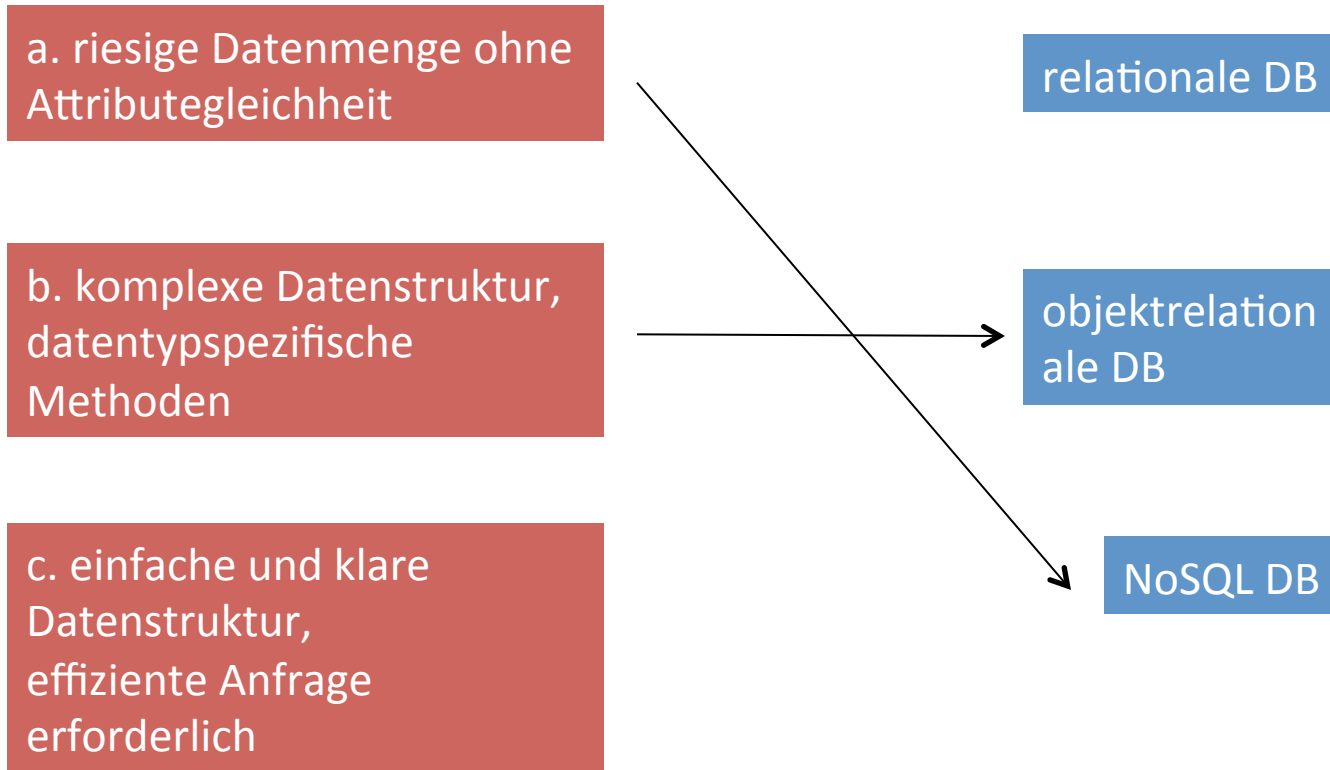 a. riesige Datenmenge ohne
Attributegleichheit
relationale DB
b. komplexe Datenstruktur,
datentypspezifische
Methoden
objektrelation
ale DB
c. einfache und klare
Datenstruktur,
effiziente Anfrage
erforderlich
NoSQL DB